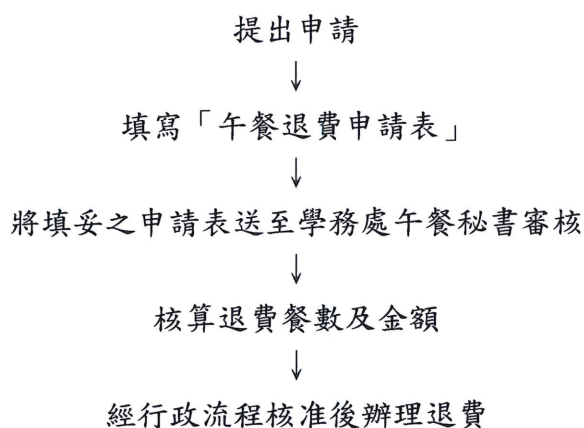 提出申請
↓
填寫「午餐退費申請表」
↓
將填妥之申請表送至學務處午餐秘書審核
↓
核算退費餐數及金額
↓
經行政流程核准後辦理退費